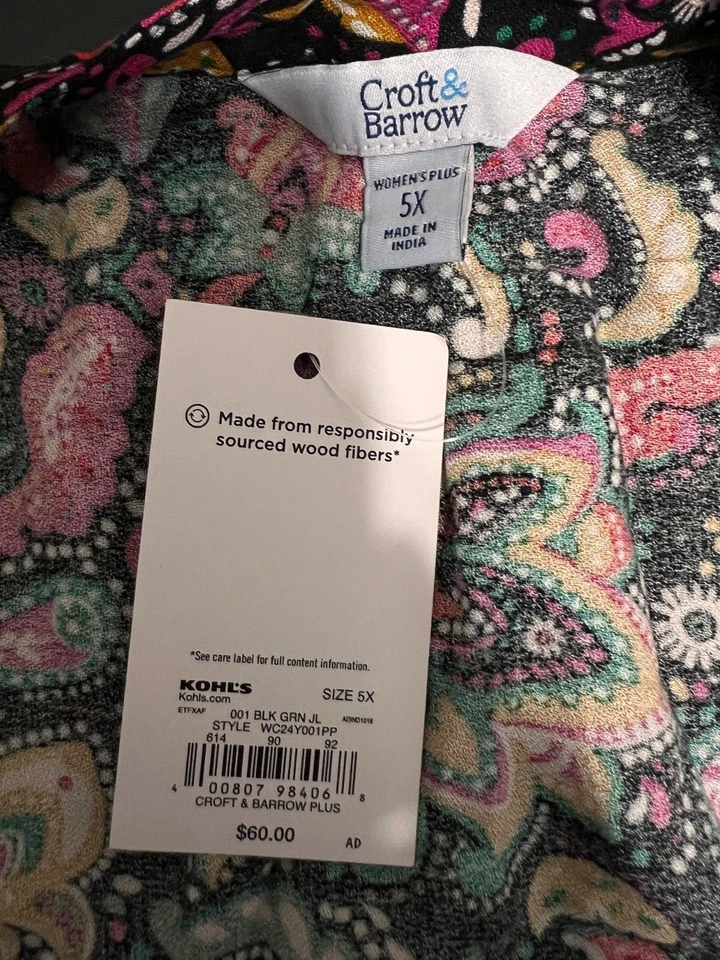 Croft&
Barrow
WOMEN'S PLUS
5X
MADE IN
INDIA
Made from responsibly
sourced wood fibers*
*See care label for full content information.
KOHL'S
Kohls.com
SIZE 5X
ETFXAF
001 BLK GRN JL
AZIIND1018
STYLE WC24Y001PP
614 90 92
4 00807 98406 8
CROFT & BARROW PLUS
$60.00
AD